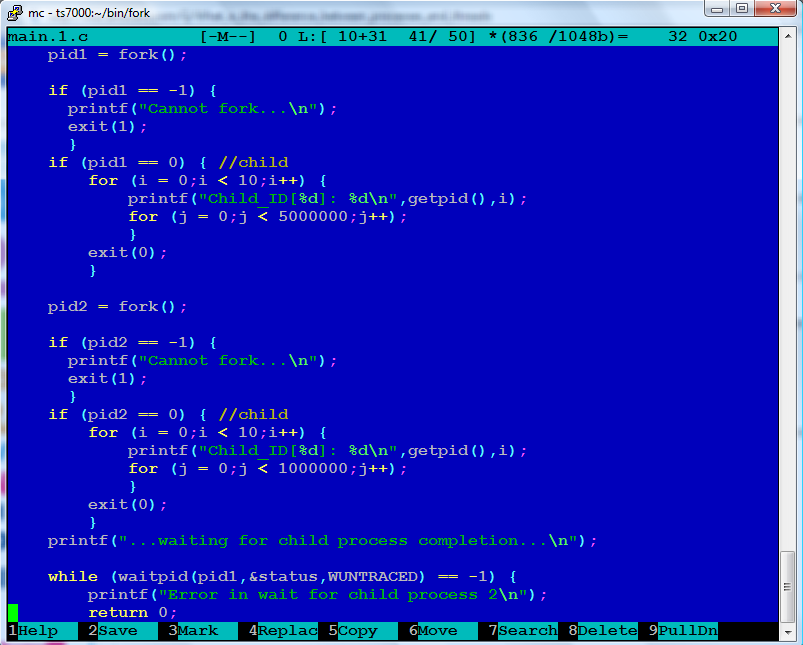 mc - ts7000:~/bin/fork
main.1.c [-M--] 0 L:[ 10+31 41/ 50] *(836 /1048b)= 32 0x20
pid1 = fork();
if (pid1 == -1) {
printf("Cannot fork...\n");
exit(1);
}
if (pid1 == 0) { //child
for (i = 0;i < 10;i++) {
printf("Child_ID[%d]: %d\n",getpid(),i);
for (j = 0;j < 5000000;j++);
}
exit(0);
}
pid2 = fork();
if (pid2 == -1) {
printf("Cannot fork...\n");
exit(1);
}
if (pid2 == 0) { //child
for (i = 0;i < 10;i++) {
printf("Child_ID[%d]: %d\n",getpid(),i);
for (j = 0;j < 1000000;j++);
}
exit(0);
}
printf("...waiting for child process completion...\n");
while (waitpid(pid1,&status,WUNTRACED) == -1) {
printf("Error in wait for child process 2\n");
return 0;
1Help 2Save 3Mark 4Replac 5Copy 6Move 7Search 8Delete 9PullDn